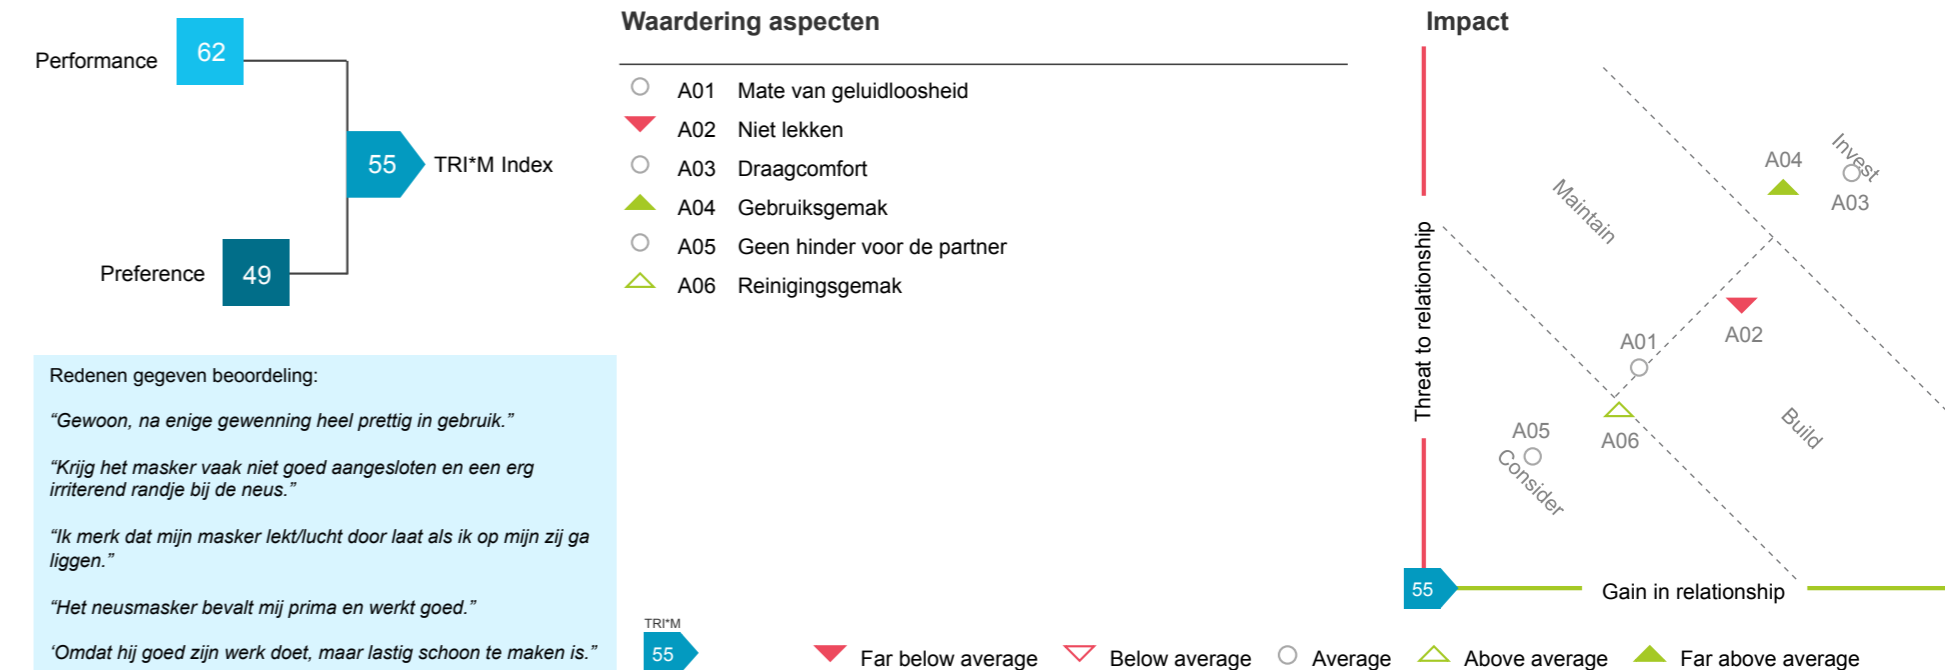 Performance
62
55
TRI*M Index
Preference
49
Redenen gegeven beoordeling:
“Gewoon, na enige gewenning heel prettig in gebruik.”
“Krijg het masker vaak niet goed aangesloten en een erg
irriterend randje bij de neus.”
“Ik merk dat mijn masker lekt/lucht door laat als ik op mijn zij ga
liggen.”
“Het neusmasker bevalt mij prima en werkt goed.”
‘Omdat hij goed zijn werk doet, maar lastig schoon te maken is.”
Waardering aspecten
A01 Mate van geluidloosheid
A02 Niet lekken
A03 Draagcomfort
A04 Gebruiksgemak
A05 Geen hinder voor de partner
A06 Reinigingsgemak
Impact
Threat to relationship
Maintain
Invest
A04
A03
A02
A01
A06
A05
Consider
Build
55
Gain in relationship
TRI*M
55
Far below average
Below average
Average
Above average
Far above average